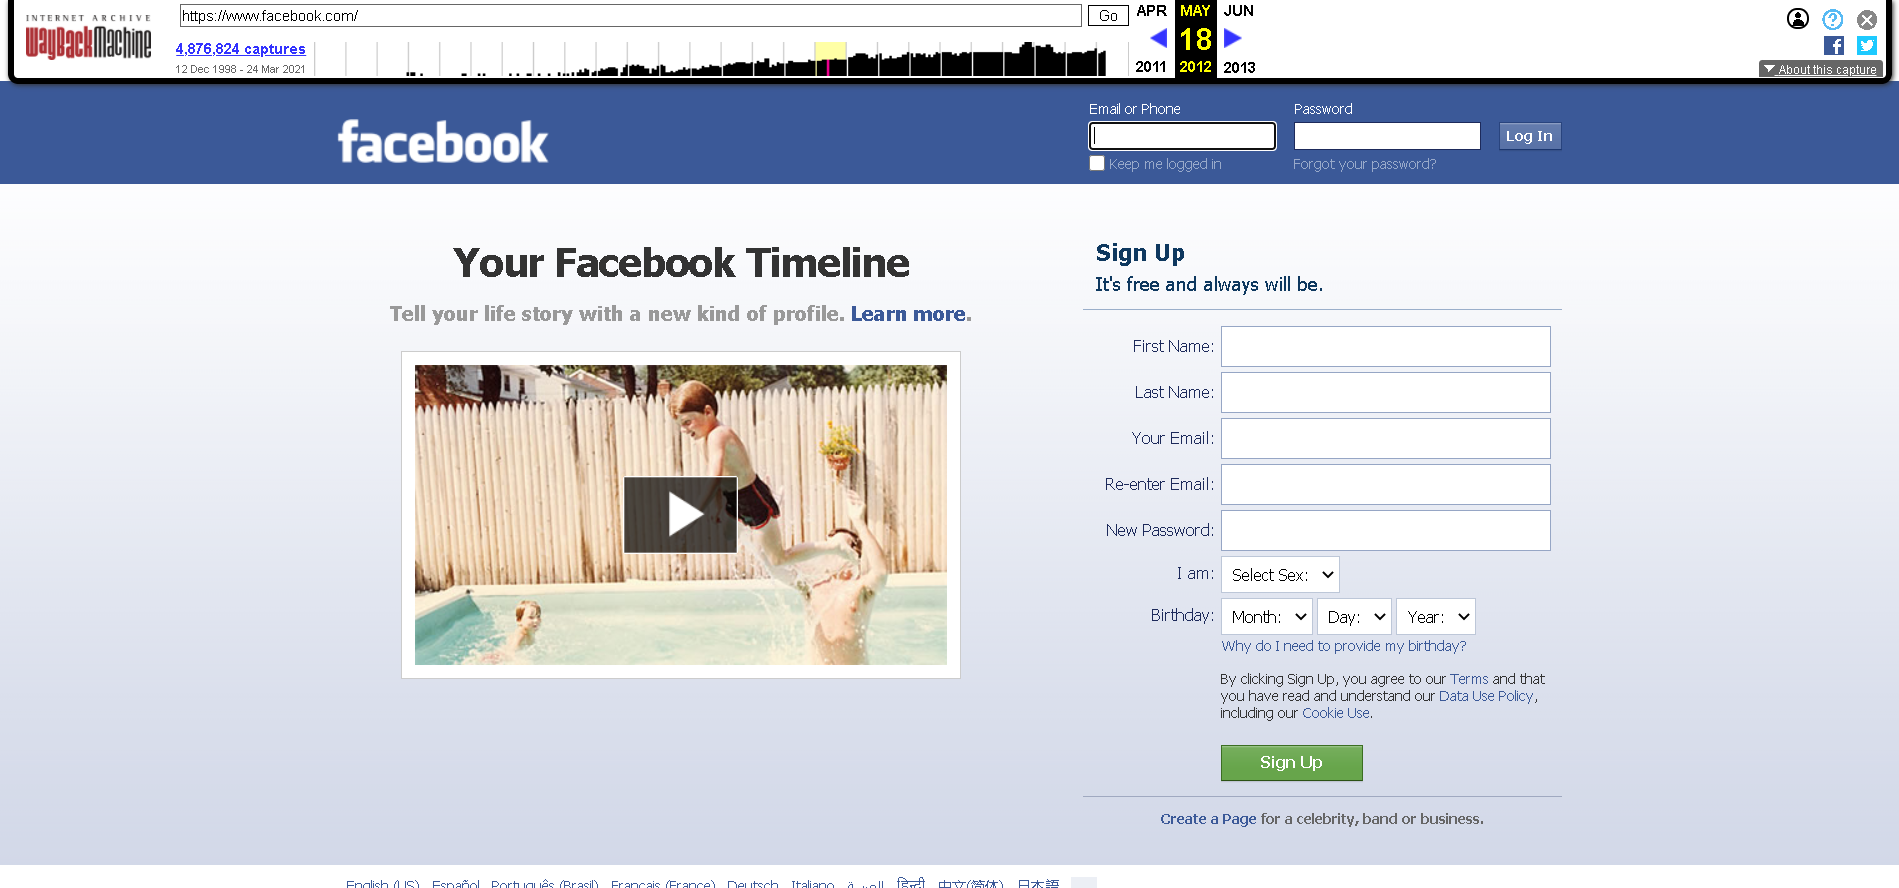 INTERNET ARCHIVE
WayBackMachine
https://www.facebook.com/
Go
4,876,824 captures
12 Dec 1998 - 24 Mar 2021
APR MAY JUN
18
2011 2012 2013
About this capture
facebook
Email or Phone
Password
Log In
Keep me logged in
Forgot your password?
Your Facebook Timeline
Tell your life story with a new kind of profile. Learn more.
Sign Up
It's free and always will be.
First Name:
Last Name:
Your Email:
Re-enter Email:
New Password:
I am: Select Sex:
Birthday: Month: Day: Year:
Why do I need to provide my birthday?
By clicking Sign Up, you agree to our Terms and that
you have read and understand our Data Use Policy,
including our Cookie Use.
Sign Up
Create a Page for a celebrity, band or business.
English (US) Español Português (Brasil) Français (France) Deutsch Italiano العربية हिन्दी 中文(简体) 日本語